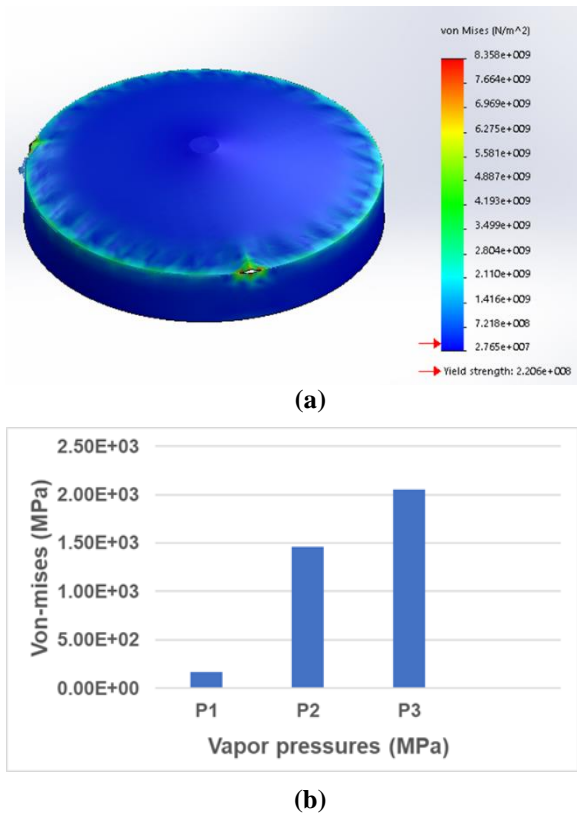 von Mises (N/m^2)
8.358e+009
7.664e+009
6.969e+009
6.275e+009
5.581e+009
4.887e+009
4.193e+009
3.499e+009
2.804e+009
2.110e+009
1.416e+009
7.218e+008
2.765e+007
Yield strength: 2.206e+008
(a)
2.50E+03
2.00E+03
1.50E+03
1.00E+03
5.00E+02
0.00E+00
Von-mises (MPa)
P1 P2 P3
Vapor pressures (MPa)
(b)